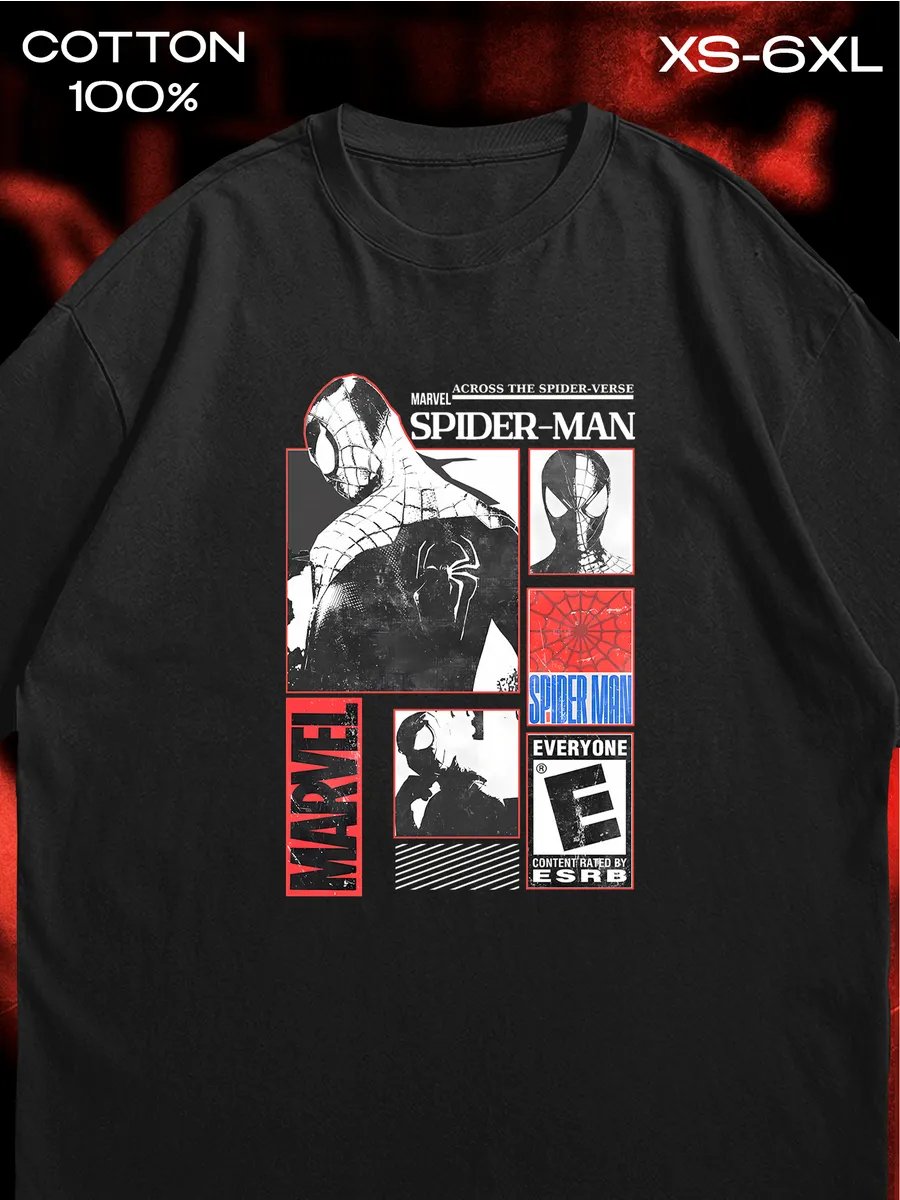 COTTON
100%
XS-6XL
ACROSS THE SPIDER-VERSE
MARVEL
SPIDER-MAN
SPIDER MAN
MARVEL
EVERYONE
®
E
CONTENT RATED BY
ESRB